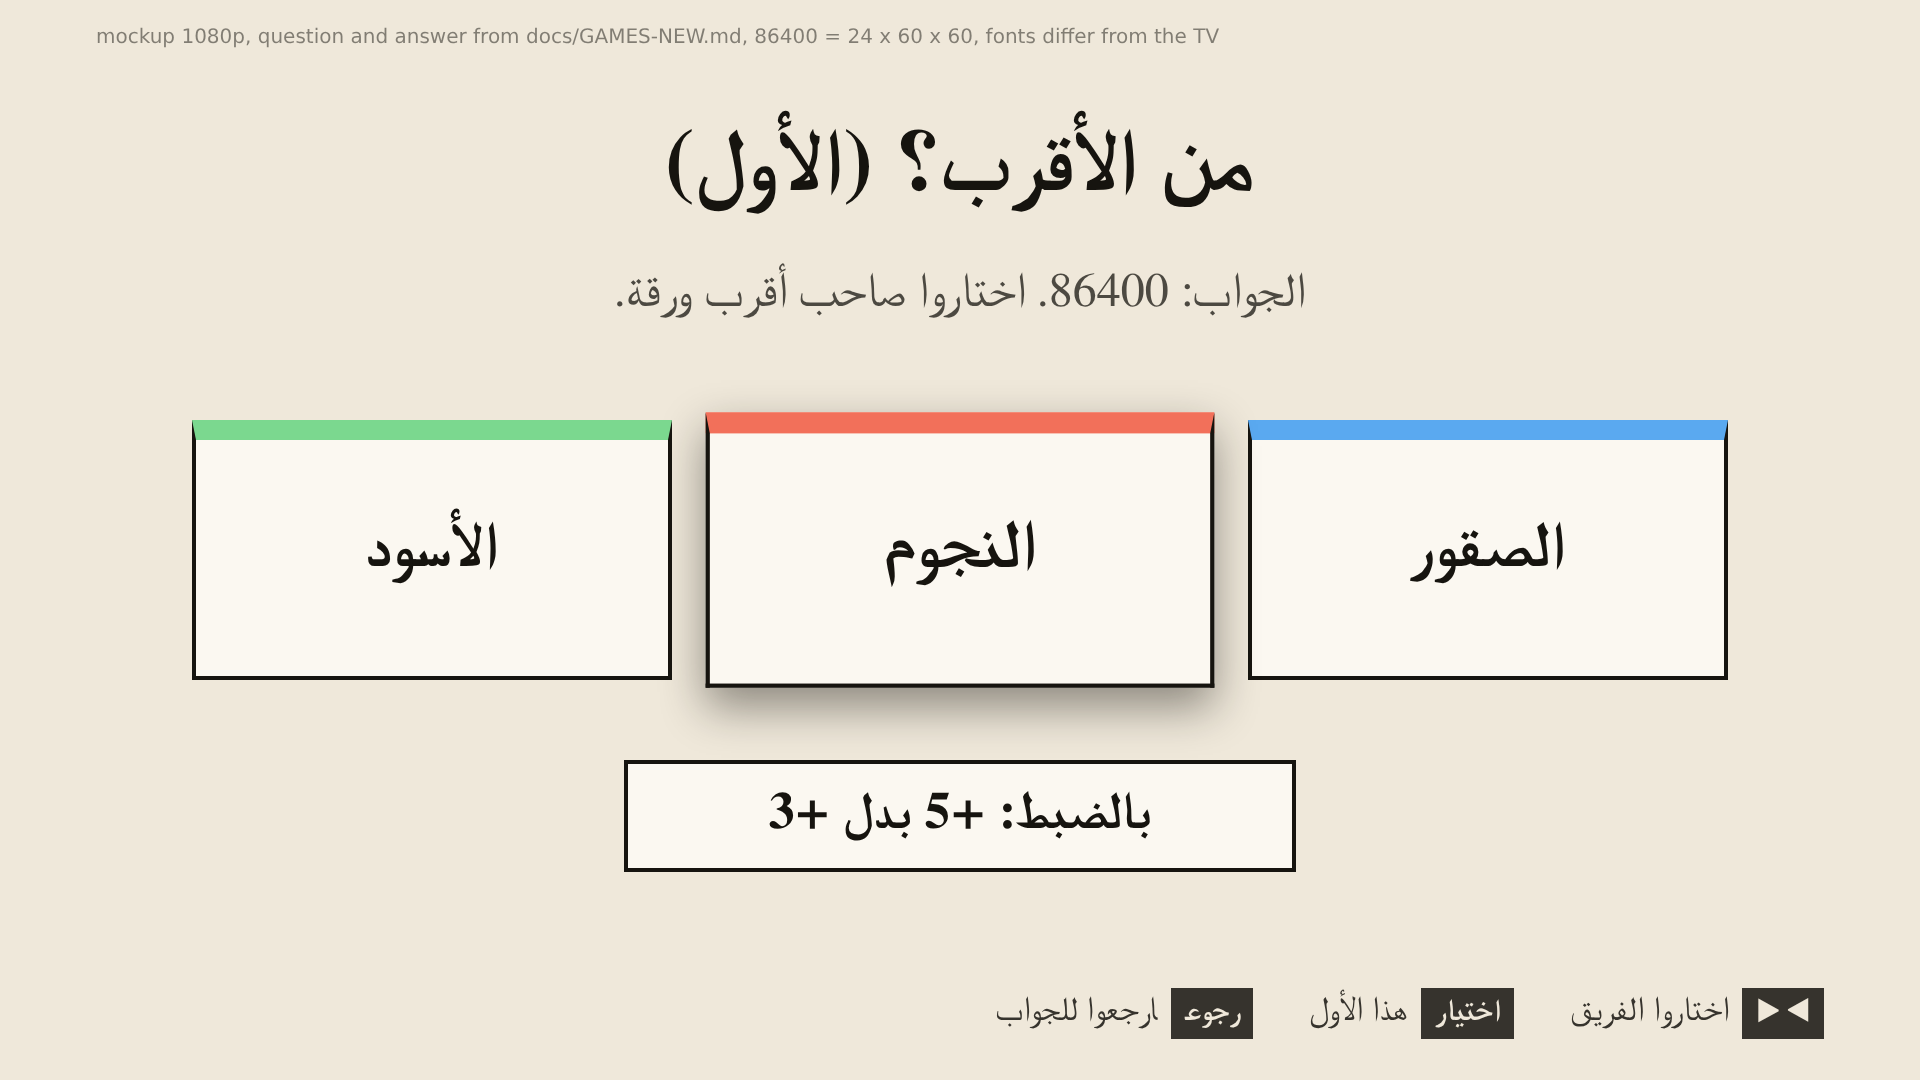 mockup 1080p, question and answer from docs/GAMES-NEW.md, 86400 = 24 x 60 x 60, fonts differ from the TV
من الأقرب؟ (الأول)
الجواب: 86400. اختاروا صاحب أقرب ورقة.
الصقور
النجوم
الأسود
بالضبط: +5 بدل +3
◀ ▶ اختاروا الفريق
اختيار هذا الأول
رجوع ارجعوا للجواب